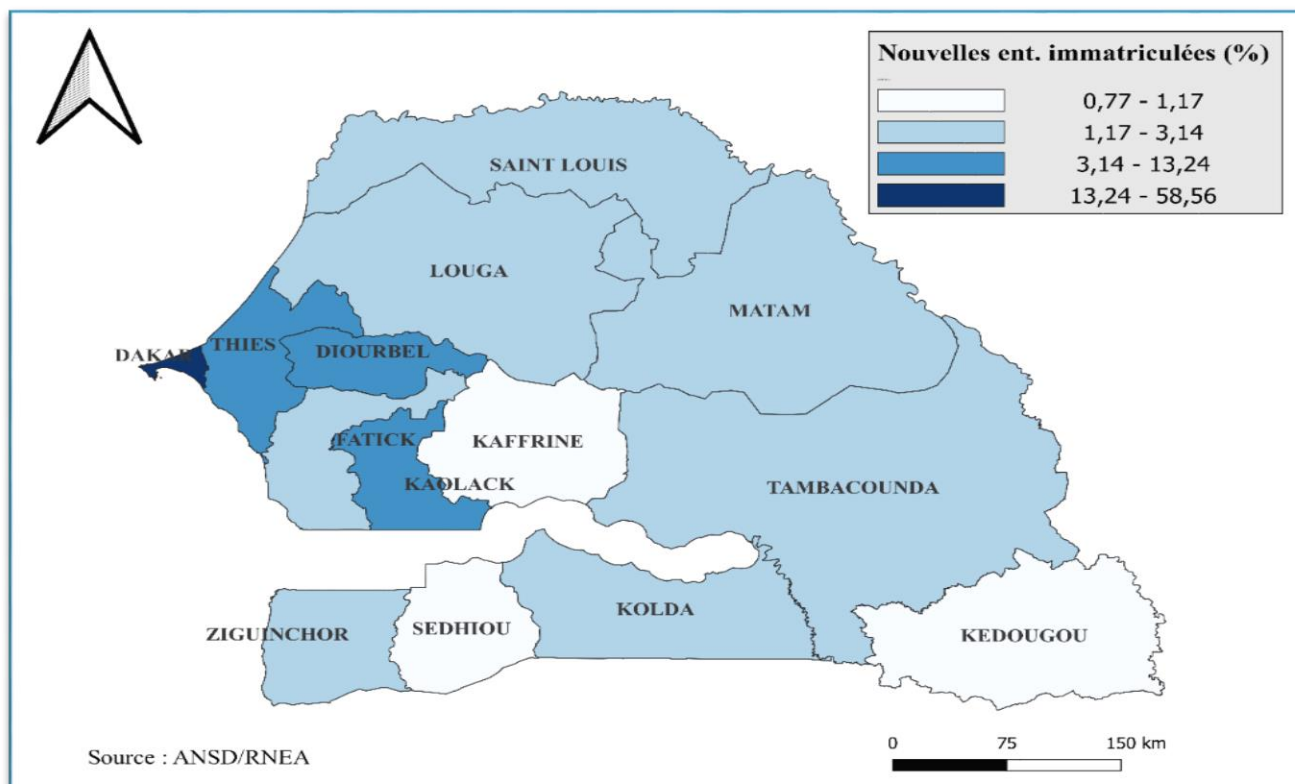 Nouvelles ent. immatriculées (%)
0,77 - 1,17
1,17 - 3,14
3,14 - 13,24
13,24 - 58,56
SAINT LOUIS
LOUGA
MATAM
DAKAR
THIES
DIOURBEL
FATICK
KAFFRINE
KAOLACK
TAMBACOUNDA
ZIGUINCHOR
SEDHIOU
KOLDA
KEDOUGOU
Source : ANSD/RNEA
0 75 150 km